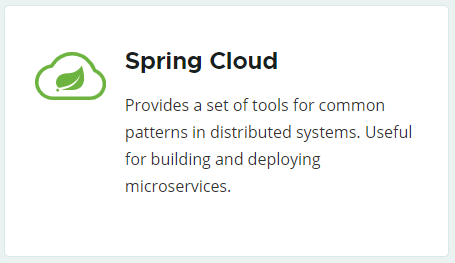 Spring Cloud
Provides a set of tools for common
patterns in distributed systems. Useful
for building and deploying
microservices.